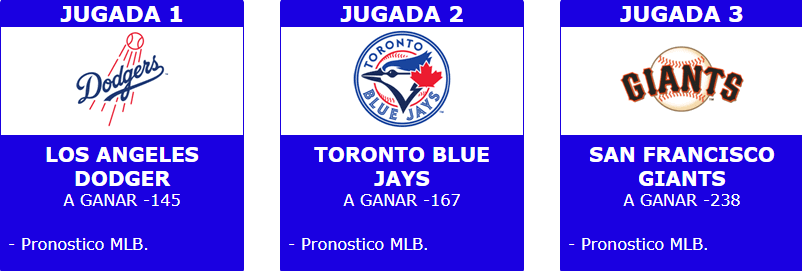 JUGADA 1
Dodgers
LOS ANGELES
DODGER
A GANAR -145
- Pronostico MLB.
JUGADA 2
TORONTO
BLUE JAYS
TORONTO BLUE
JAYS
A GANAR -167
- Pronostico MLB.
JUGADA 3
GIANTS
SAN FRANCISCO
GIANTS
A GANAR -238
- Pronostico MLB.